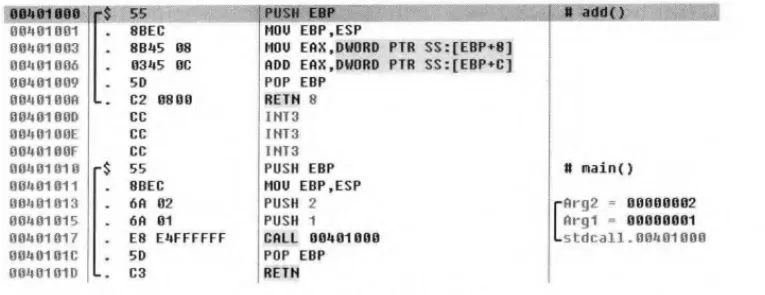 00401000 $ 55 PUSH EBP # add()
00401001 . 8BEC MOV EBP,ESP
00401003 . 8B45 08 MOV EAX,DWORD PTR SS:[EBP+8]
00401006 . 0345 0C ADD EAX,DWORD PTR SS:[EBP+C]
00401009 . 5D POP EBP
0040100A . C2 0800 RETN 8
0040100D CC INT3
0040100E CC INT3
0040100F CC INT3
00401010 $ 55 PUSH EBP # main()
00401011 . 8BEC MOV EBP,ESP
00401013 . 6A 02 PUSH 2 Arg2 = 00000002
00401015 . 6A 01 PUSH 1 Arg1 = 00000001
00401017 . E8 E4FFFFFF CALL 00401000 stdcall.00401000
0040101C . 5D POP EBP
0040101D . C3 RETN